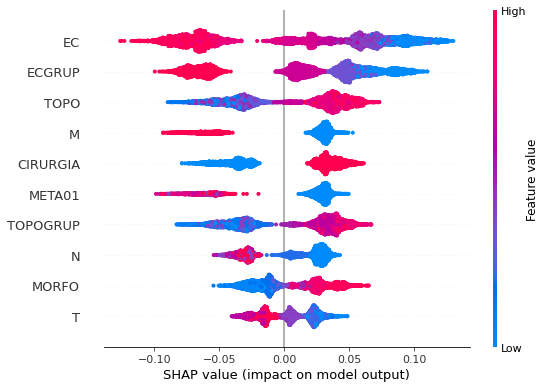 High
EC
ECGRUP
TOPO
M
CIRURGIA
META01
TOPOGRUP
N
MORFO
T
Feature value
Low
−0.10 −0.05 0.00 0.05 0.10
SHAP value (impact on model output)